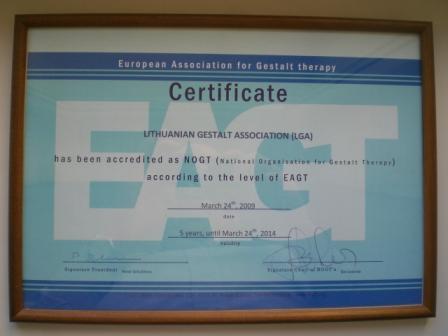 European Association for Gestalt therapy
Certificate
EAGT
LITHUANIAN GESTALT ASSOCIATION (LGA)
has been accredited as NOGT (National Organisation for Gestalt Therapy)
according to the level of EAGT
March 24th, 2009
date
5 years, until March 24th, 2014
validity
Signature President
Signature Chair of NOGT's